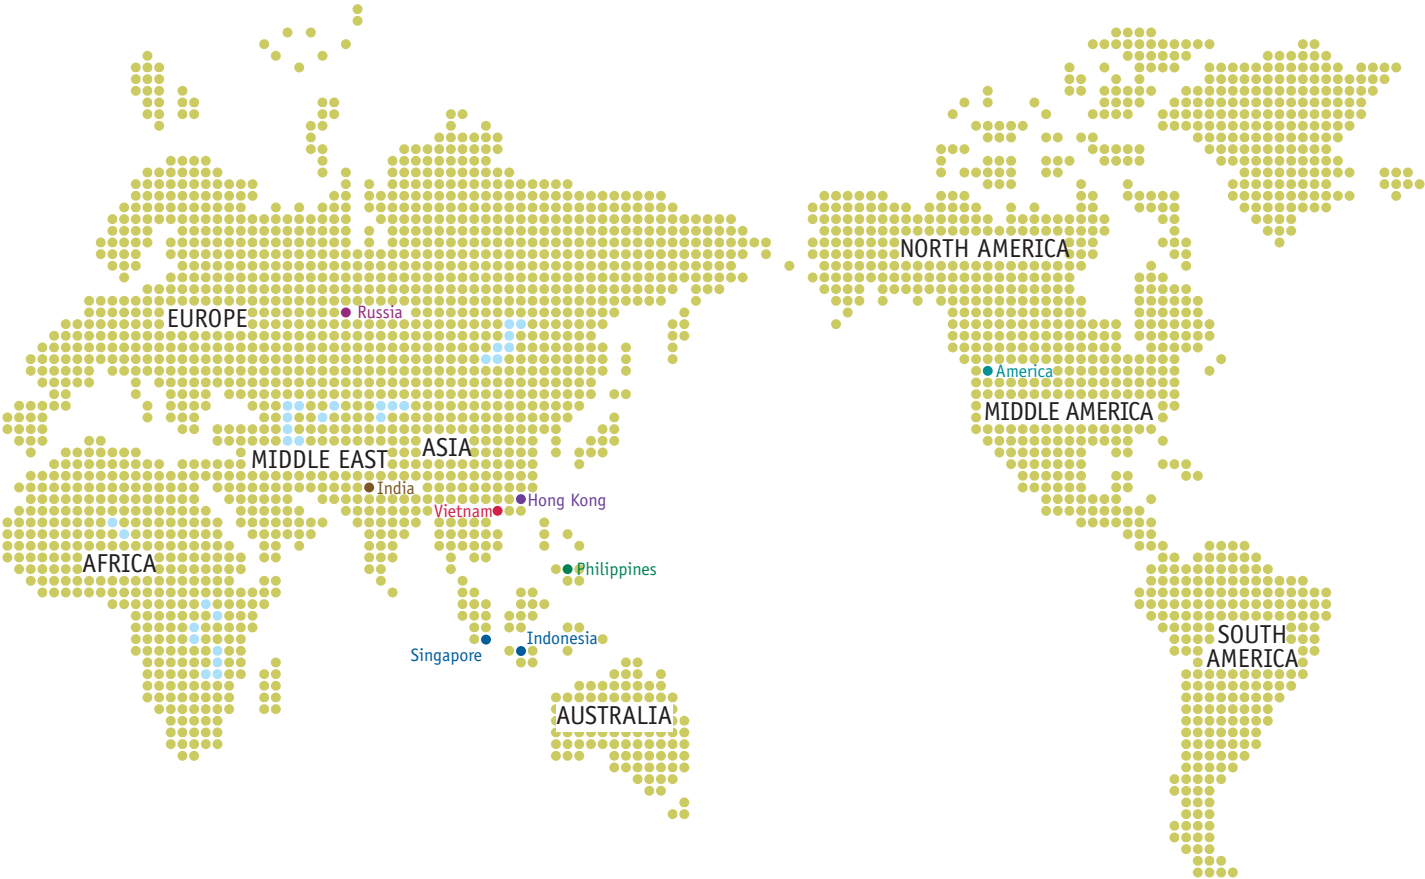 NORTH AMERICA
Russia
EUROPE
America
MIDDLE AMERICA
ASIA
MIDDLE EAST
India
Hong Kong
Vietnam
AFRICA
Philippines
Indonesia
Singapore
SOUTH
AMERICA
AUSTRALIA